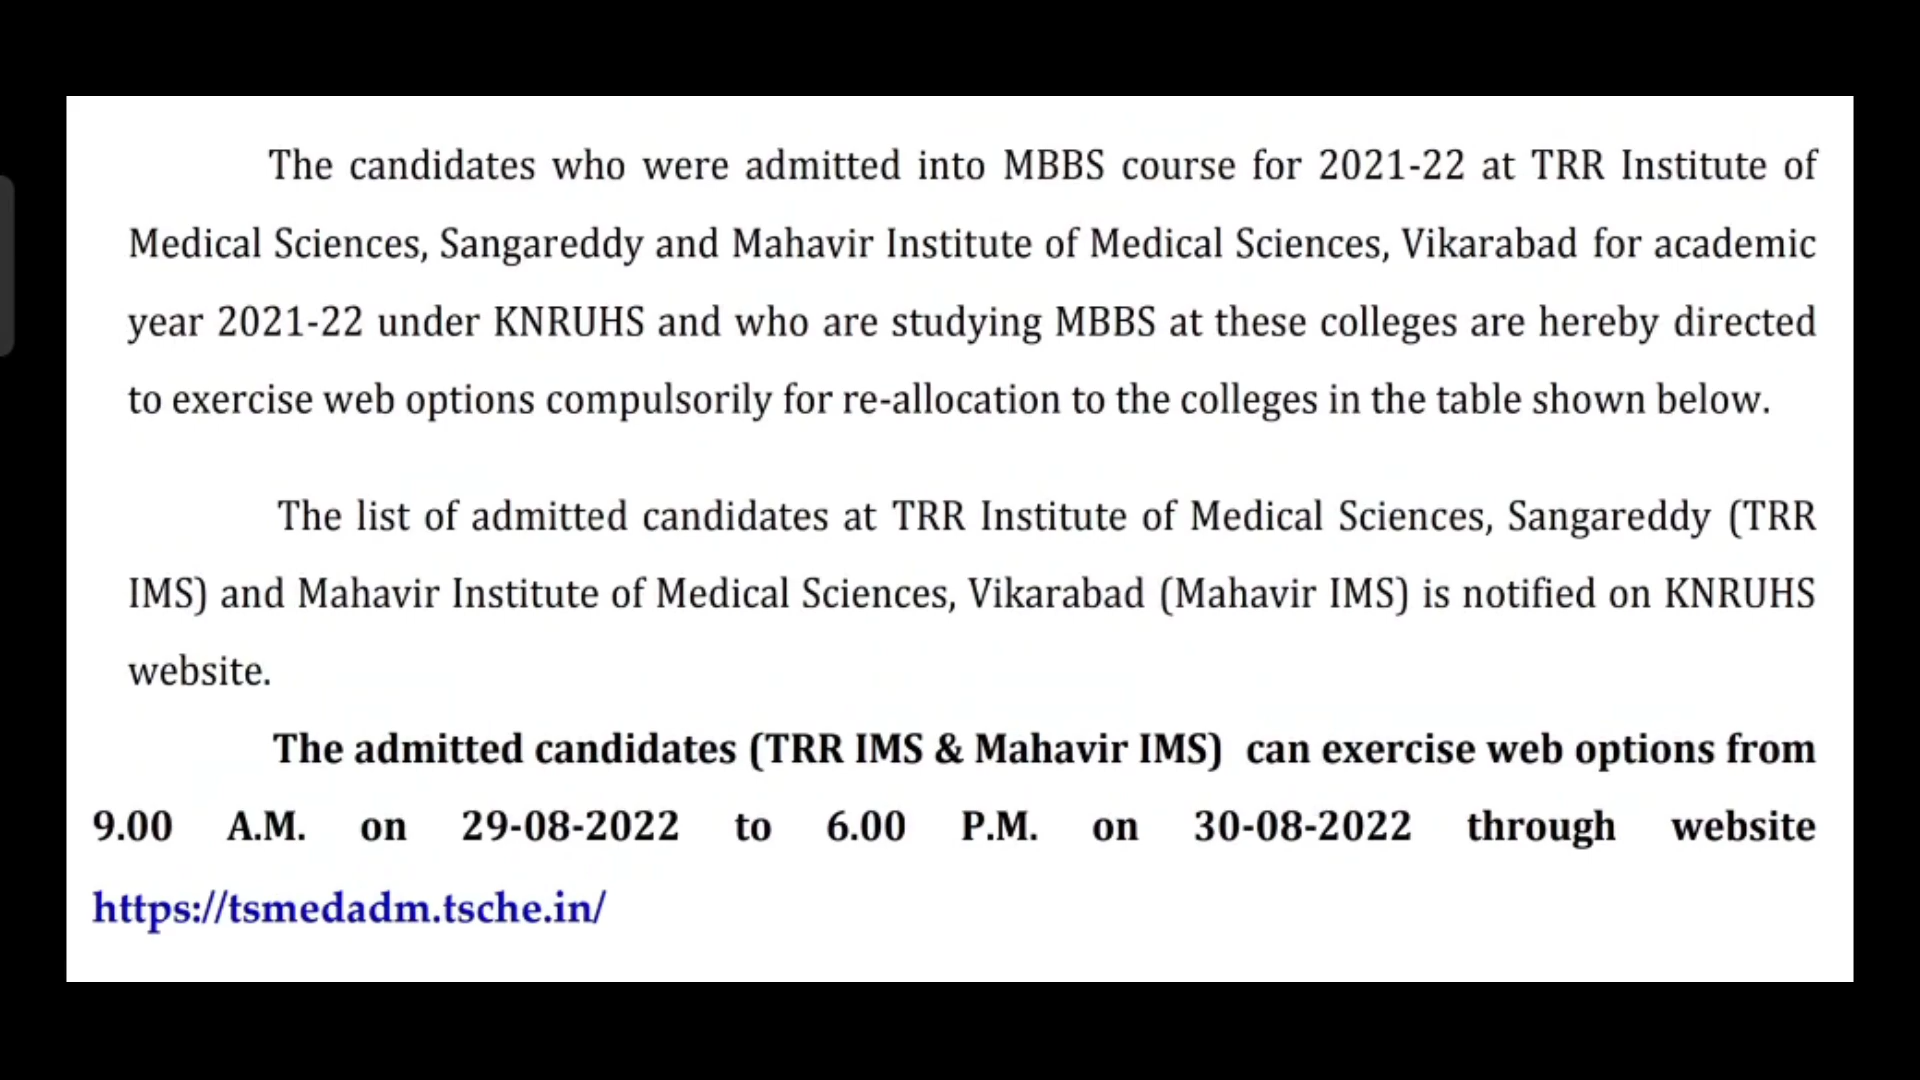 The candidates who were admitted into MBBS course for 2021-22 at TRR Institute of
Medical Sciences, Sangareddy and Mahavir Institute of Medical Sciences, Vikarabad for academic
year 2021-22 under KNRUHS and who are studying MBBS at these colleges are hereby directed
to exercise web options compulsorily for re-allocation to the colleges in the table shown below.
The list of admitted candidates at TRR Institute of Medical Sciences, Sangareddy (TRR
IMS) and Mahavir Institute of Medical Sciences, Vikarabad (Mahavir IMS) is notified on KNRUHS
website.
The admitted candidates (TRR IMS & Mahavir IMS) can exercise web options from
9.00 A.M. on 29-08-2022 to 6.00 P.M. on 30-08-2022 through website
https://tsmedadm.tsche.in/